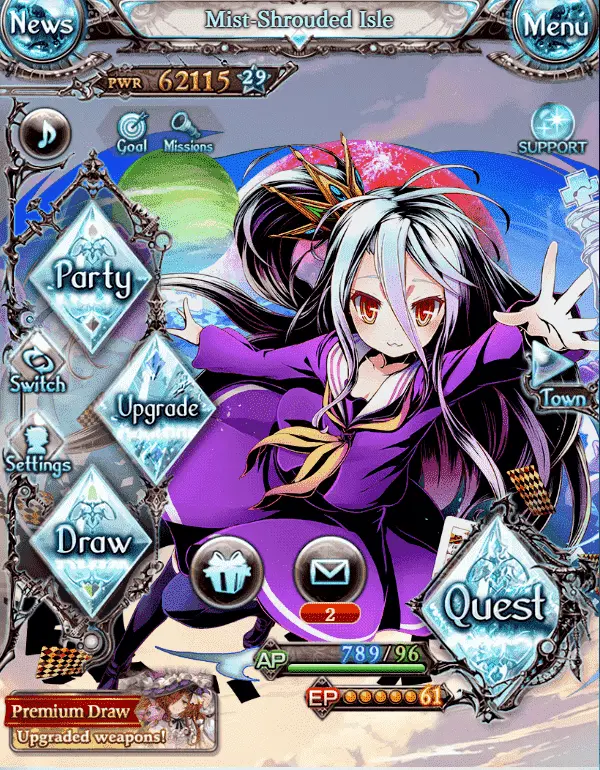 News
Mist-Shrouded Isle
Menu
PWR 62115 29
Goal
Missions
SUPPORT
Party
Switch
Upgrade
Town
Settings
Draw
Quest
2
AP 789/96
EP 61
Premium Draw
Upgraded weapons!